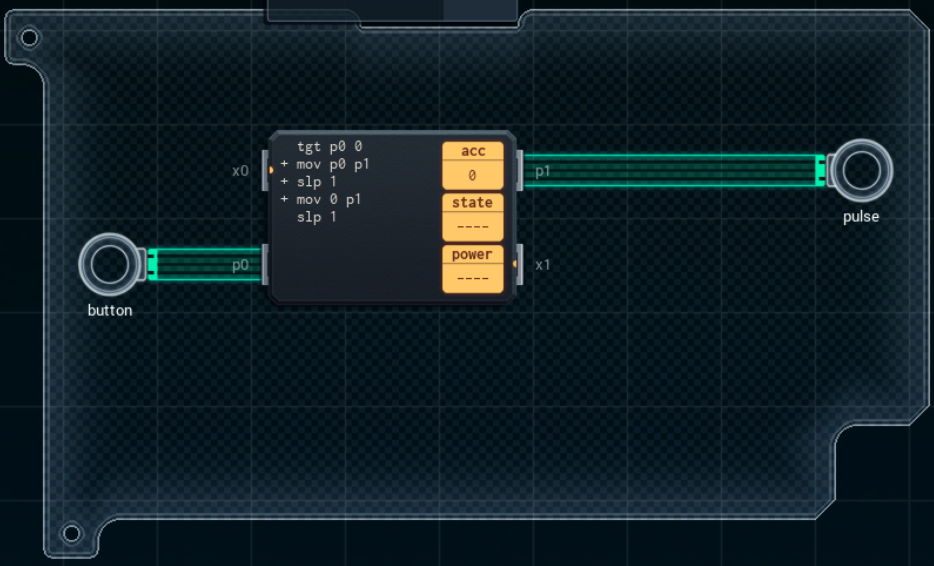 x0
tgt p0 0
+ mov p0 p1
+ slp 1
+ mov 0 p1
slp 1
acc
0
state
----
power
----
p1
pulse
p0
x1
button